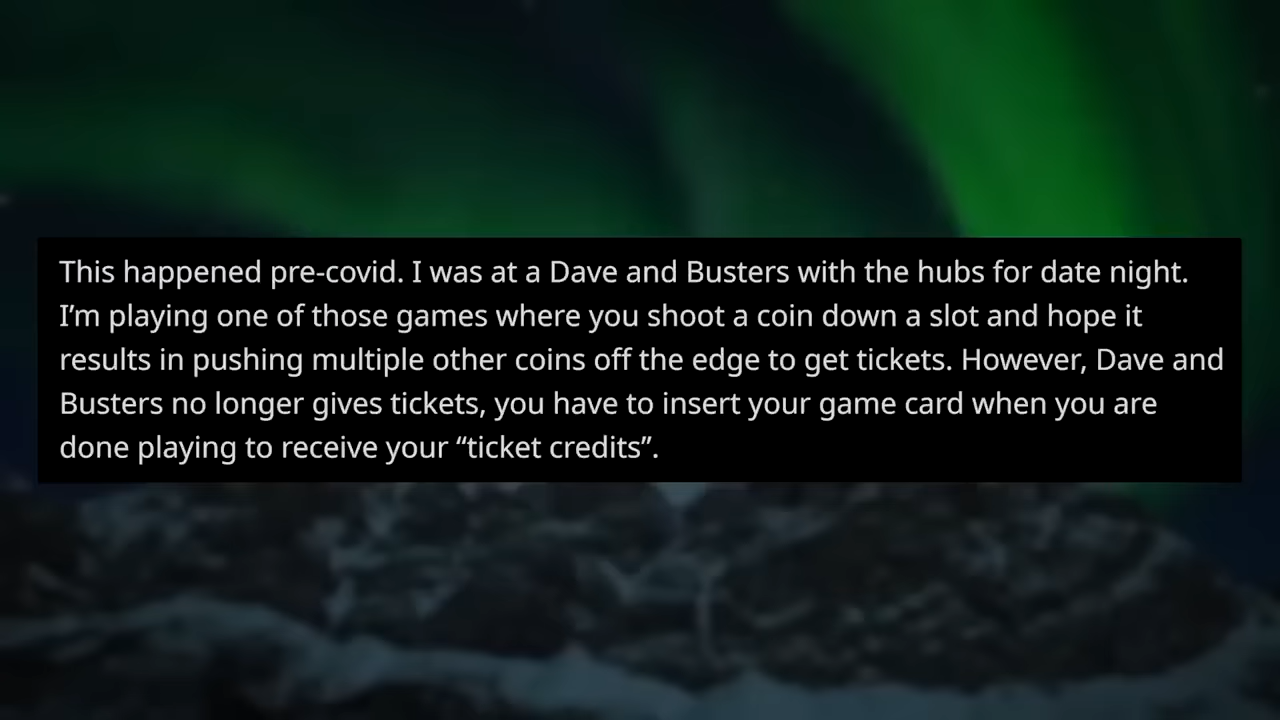 This happened pre-covid. I was at a Dave and Busters with the hubs for date night.
I’m playing one of those games where you shoot a coin down a slot and hope it
results in pushing multiple other coins off the edge to get tickets. However, Dave and
Busters no longer gives tickets, you have to insert your game card when you are
done playing to receive your “ticket credits”.